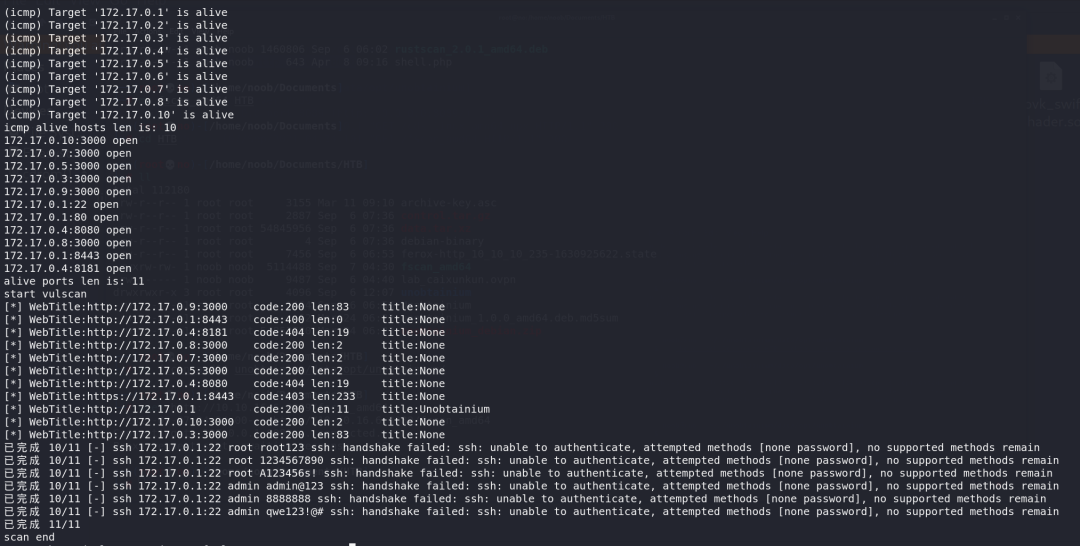 (icmp) Target '172.17.0.1' is alive
(icmp) Target '172.17.0.2' is alive
(icmp) Target '172.17.0.3' is alive
(icmp) Target '172.17.0.4' is alive
(icmp) Target '172.17.0.5' is alive
(icmp) Target '172.17.0.6' is alive
(icmp) Target '172.17.0.7' is alive
(icmp) Target '172.17.0.8' is alive
(icmp) Target '172.17.0.10' is alive
icmp alive hosts len is: 10
172.17.0.10:3000 open
172.17.0.7:3000 open
172.17.0.5:3000 open
172.17.0.3:3000 open
172.17.0.9:3000 open
172.17.0.1:22 open
172.17.0.1:80 open
172.17.0.4:8080 open
172.17.0.8:3000 open
172.17.0.1:8443 open
172.17.0.4:8181 open
alive ports len is: 11
start vulscan
[*] WebTitle:http://172.17.0.9:3000 code:200 len:83 title:None
[*] WebTitle:http://172.17.0.1:8443 code:400 len:0 title:None
[*] WebTitle:http://172.17.0.4:8181 code:404 len:19 title:None
[*] WebTitle:http://172.17.0.8:3000 code:200 len:2 title:None
[*] WebTitle:http://172.17.0.7:3000 code:200 len:2 title:None
[*] WebTitle:http://172.17.0.5:3000 code:200 len:2 title:None
[*] WebTitle:http://172.17.0.4:8080 code:404 len:19 title:None
[*] WebTitle:https://172.17.0.1:8443 code:403 len:233 title:None
[*] WebTitle:http://172.17.0.1 code:200 len:11 title:Unobtainium
[*] WebTitle:http://172.17.0.10:3000 code:200 len:2 title:None
[*] WebTitle:http://172.17.0.3:3000 code:200 len:83 title:None
已完成 10/11 [-] ssh 172.17.0.1:22 root root123 ssh: handshake failed: ssh: unable to authenticate, attempted methods [none password], no supported methods remain
已完成 10/11 [-] ssh 172.17.0.1:22 root 1234567890 ssh: handshake failed: ssh: unable to authenticate, attempted methods [none password], no supported methods remain
已完成 10/11 [-] ssh 172.17.0.1:22 root A123456s! ssh: handshake failed: ssh: unable to authenticate, attempted methods [none password], no supported methods remain
已完成 10/11 [-] ssh 172.17.0.1:22 admin admin@123 ssh: handshake failed: ssh: unable to authenticate, attempted methods [none password], no supported methods remain
已完成 10/11 [-] ssh 172.17.0.1:22 admin 8888888 ssh: handshake failed: ssh: unable to authenticate, attempted methods [none password], no supported methods remain
已完成 10/11 [-] ssh 172.17.0.1:22 admin qwe123!@# ssh: handshake failed: ssh: unable to authenticate, attempted methods [none password], no supported methods remain
已完成 11/11
scan end